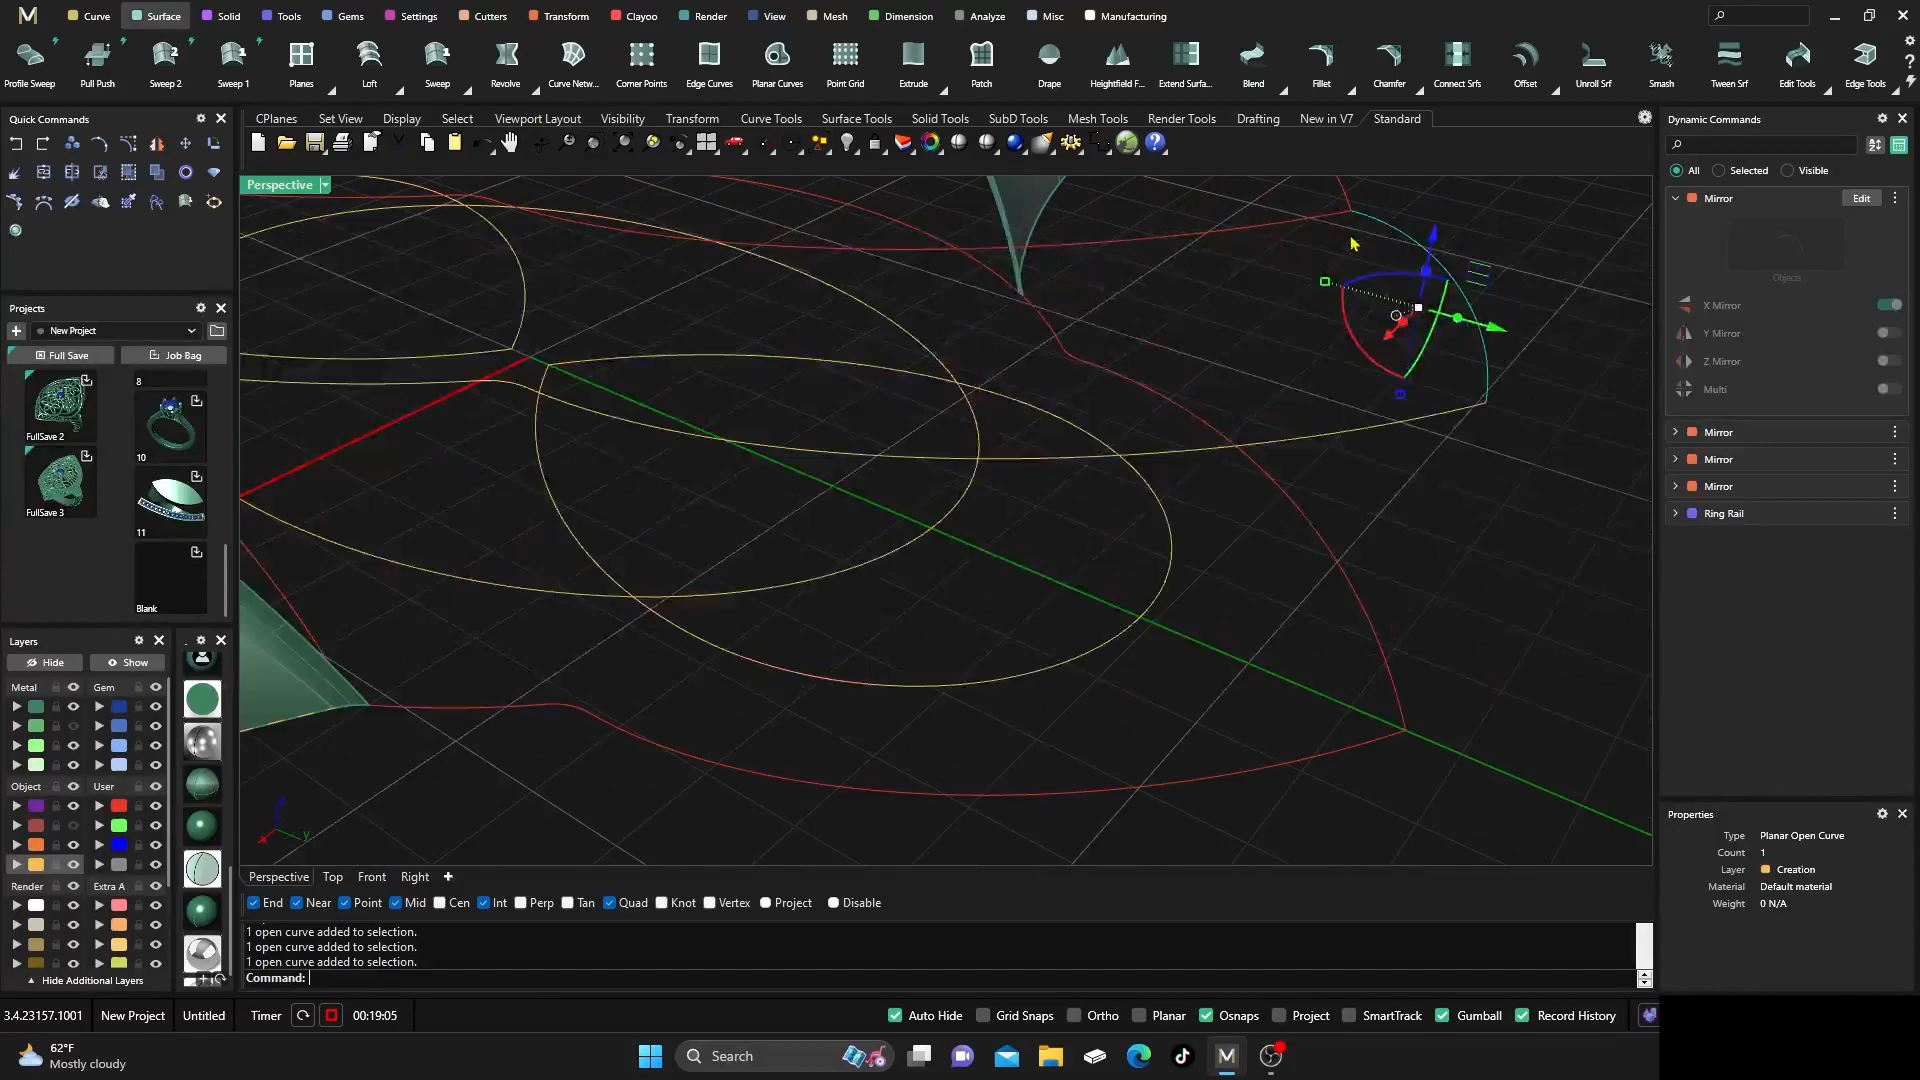 Curve Surface Solid Tools Gems Settings Cutters Transform Clayoo Render View Mesh Dimension Analyze Misc Manufacturing
Profile Sweep Pull Push Sweep 2 Sweep 1 Planes Loft Sweep Revolve Curve Netw... Corner Points Edge Curves Planar Curves Point Grid Extrude Patch Drape Heightfield F... Extend Surfa... Blend Fillet Chamfer Connect Srfs Offset Unroll Srf Smash Tween Srf Edit Tools Edge Tools
Quick Commands
CPlanes Set View Display Select Viewport Layout Visibility Transform Curve Tools Surface Tools Solid Tools SubD Tools Mesh Tools Render Tools Drafting New in V7 Standard
Dynamic Commands
All Selected Visible
Perspective
Mirror Edit
Objects
X Mirror
Y Mirror
Z Mirror
Multi
Mirror
Mirror
Mirror
Ring Rail
Projects
New Project
Full Save Job Bag
8
FullSave 2
10
FullSave 3
11
Blank
Layers
Hide Show
Metal Gem
Object User
Render Extra A
Hide Additional Layers
z
x
y
Properties
Type Planar Open Curve
Count 1
Layer Creation
Material Default material
Weight 0 N/A
Perspective Top Front Right
End Near Point Mid Cen Int Perp Tan Quad Knot Vertex Project Disable
1 open curve added to selection.
1 open curve added to selection.
1 open curve added to selection.
Command:
3.4.23157.1001 New Project Untitled Timer 00:19:05 Auto Hide Grid Snaps Ortho Planar Osnaps Project SmartTrack Gumball Record History
62°F
Mostly cloudy
Search